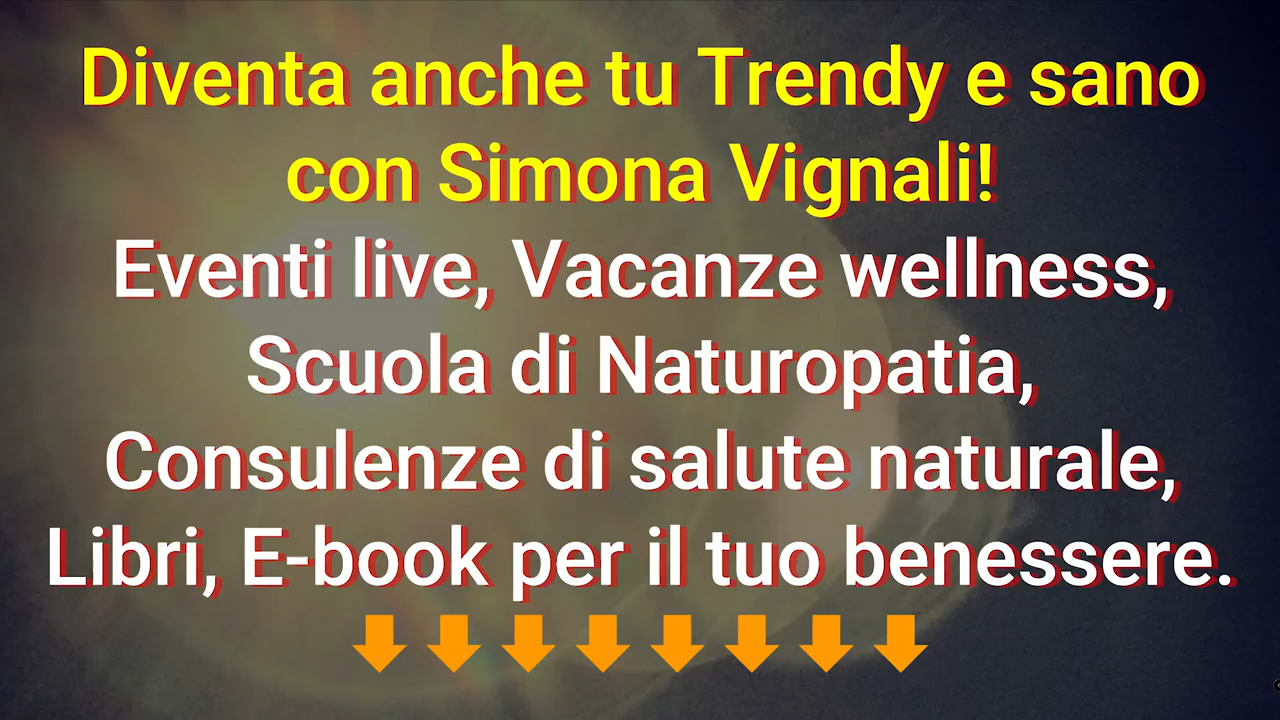 Diventa anche tu Trendy e sano
con Simona Vignali!
Eventi live, Vacanze wellness,
Scuola di Naturopatia,
Consulenze di salute naturale,
Libri, E-book per il tuo benessere.